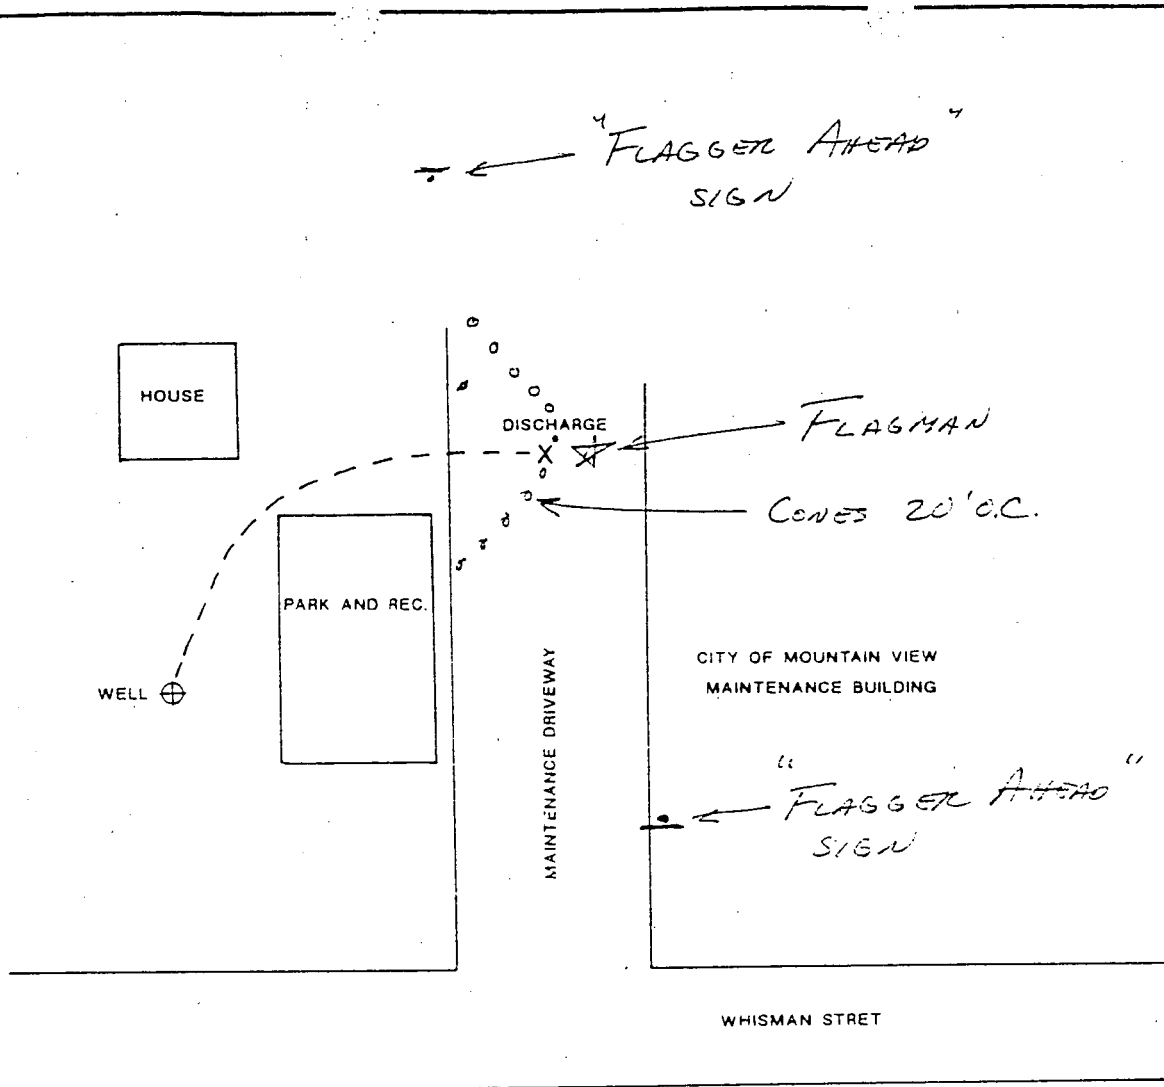 "FLAGGER AHEAD"
SIGN
HOUSE
DISCHARGE
FLAGMAN
CONES 20' O.C.
PARK AND REC.
CITY OF MOUNTAIN VIEW
MAINTENANCE BUILDING
WELL
MAINTENANCE DRIVEWAY
"FLAGGER AHEAD"
SIGN
WHISMAN STRET